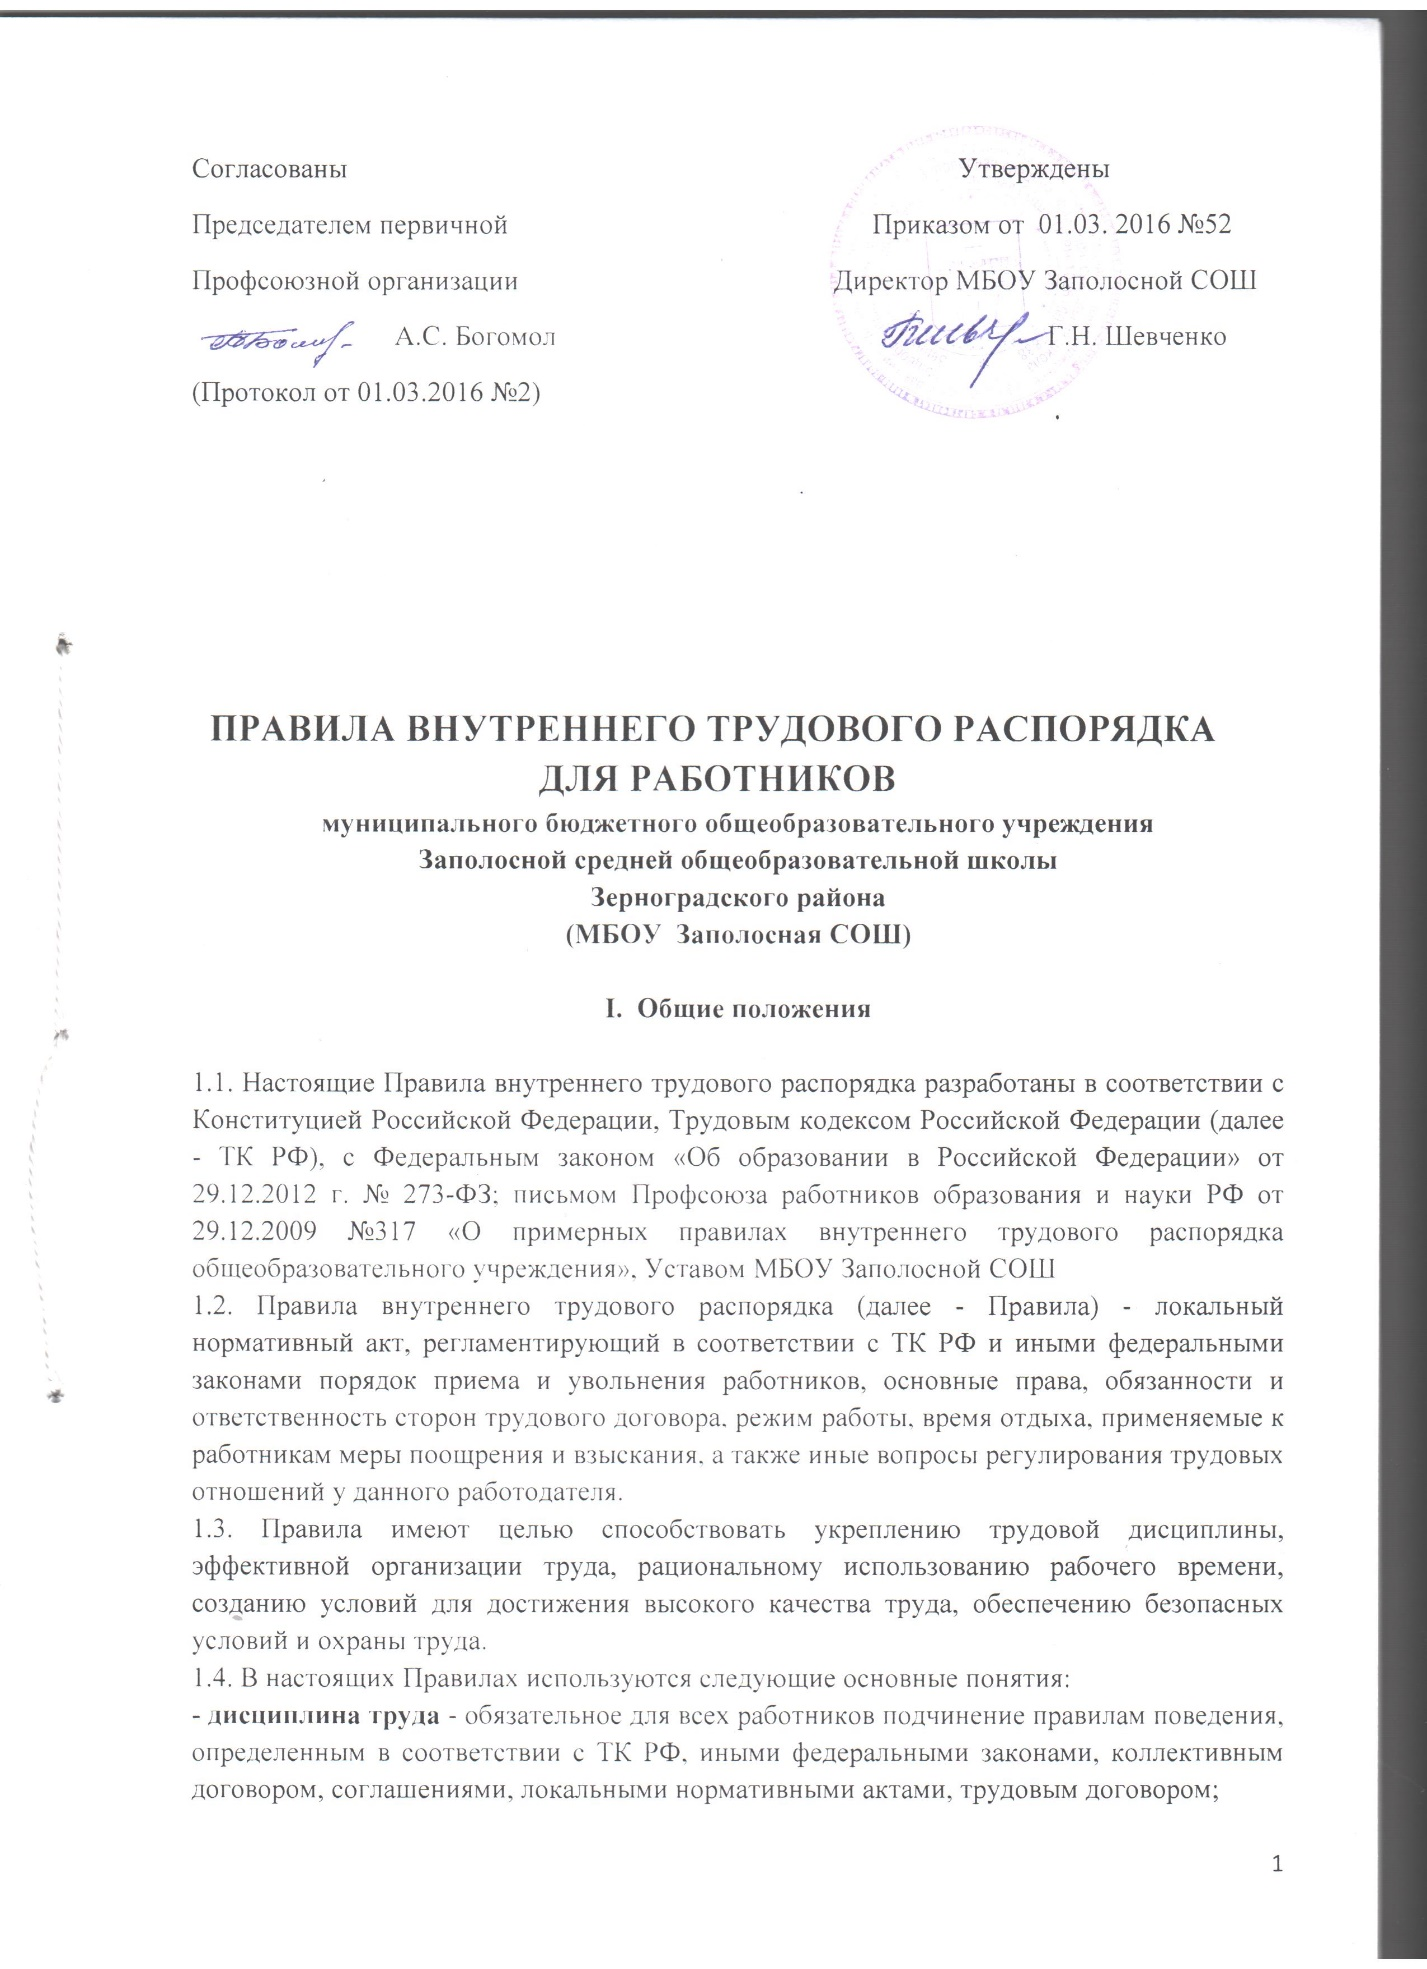 Согласованы
Утверждены
Председателем первичной
Приказом от 01.03. 2016 №52
Профсоюзной организации
Директор МБОУ Заполосной СОШ
А.С. Богомол
Г.Н. Шевченко
(Протокол от 01.03.2016 №2)
ПРАВИЛА ВНУТРЕННЕГО ТРУДОВОГО РАСПОРЯДКА
ДЛЯ РАБОТНИКОВ
муниципального бюджетного общеобразовательного учреждения
Заполосной средней общеобразовательной школы
Зерноградского района
(МБОУ Заполосная СОШ)
I. Общие положения
1.1. Настоящие Правила внутреннего трудового распорядка разработаны в соответствии с
Конституцией Российской Федерации, Трудовым кодексом Российской Федерации (далее
- ТК РФ), с Федеральным законом «Об образовании в Российской Федерации» от
29.12.2012 г. № 273-ФЗ; письмом Профсоюза работников образования и науки РФ от
29.12.2009 №317 «О примерных правилах внутреннего трудового распорядка
общеобразовательного учреждения», Уставом МБОУ Заполосной СОШ
1.2. Правила внутреннего трудового распорядка (далее - Правила) - локальный
нормативный акт, регламентирующий в соответствии с ТК РФ и иными федеральными
законами порядок приема и увольнения работников, основные права, обязанности и
ответственность сторон трудового договора, режим работы, время отдыха, применяемые к
работникам меры поощрения и взыскания, а также иные вопросы регулирования трудовых
отношений у данного работодателя.
1.3. Правила имеют целью способствовать укреплению трудовой дисциплины,
эффективной организации труда, рациональному использованию рабочего времени,
созданию условий для достижения высокого качества труда, обеспечению безопасных
условий и охраны труда.
1.4. В настоящих Правилах используются следующие основные понятия:
- дисциплина труда - обязательное для всех работников подчинение правилам поведения,
определенным в соответствии с ТК РФ, иными федеральными законами, коллективным
договором, соглашениями, локальными нормативными актами, трудовым договором;
1